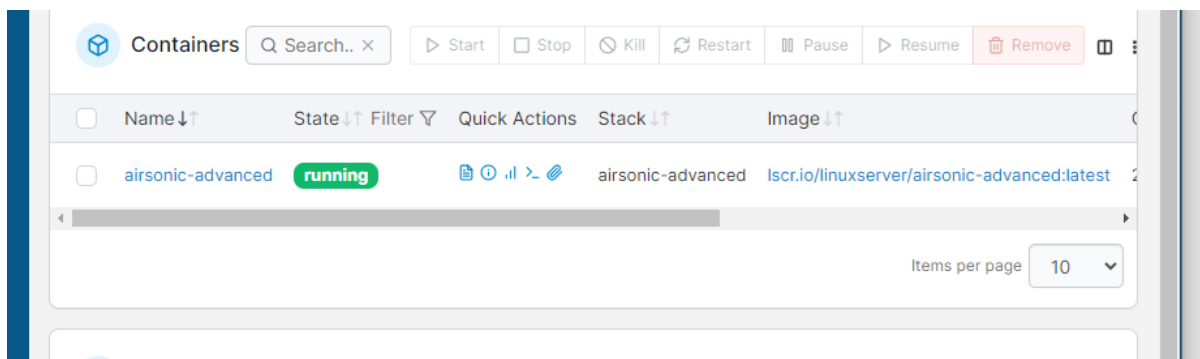 Containers Search.. Start Stop Kill Restart Pause Resume Remove
Name State Filter Quick Actions Stack Image
airsonic-advanced running airsonic-advanced lscr.io/linuxserver/airsonic-advanced:latest
Items per page 10